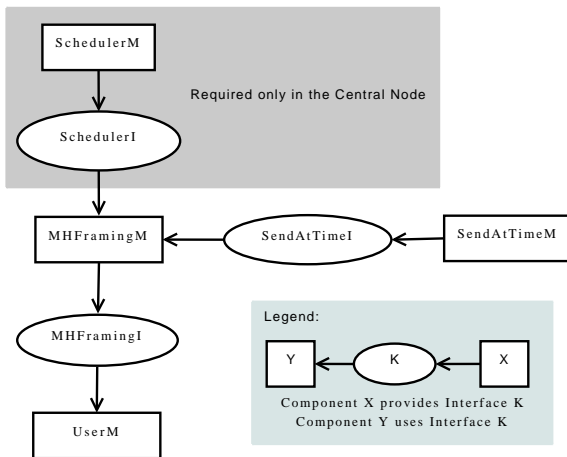 SchedulerM
Required only in the Central Node
SchedulerI
MHFramingM
SendAtTimeI
SendAtTimeM
MHFramingI
UserM
Legend:
Y
K
X
Component X provides Interface K
Component Y uses Interface K